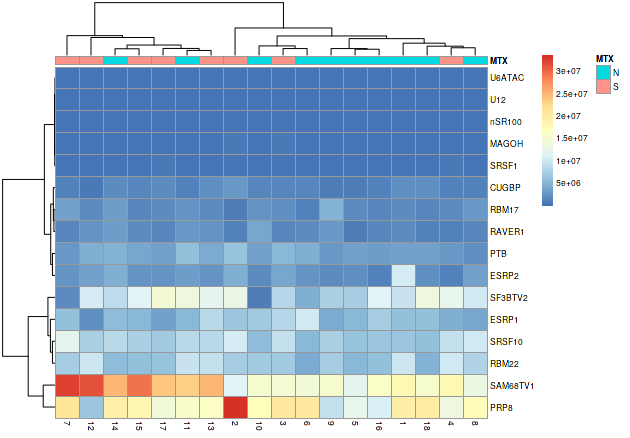 MTX
U6ATAC
U12
nSR100
MAGOH
SRSF1
CUGBP
RBM17
RAVER1
PTB
ESRP2
SF3BTV2
ESRP1
SRSF10
RBM22
SAM68TV1
PRP8
7 12 14 15 17 11 13 2 10 3 6 9 5 16 1 18 4 8
3e+07
2.5e+07
2e+07
1.5e+07
1e+07
5e+06
MTX
N
S